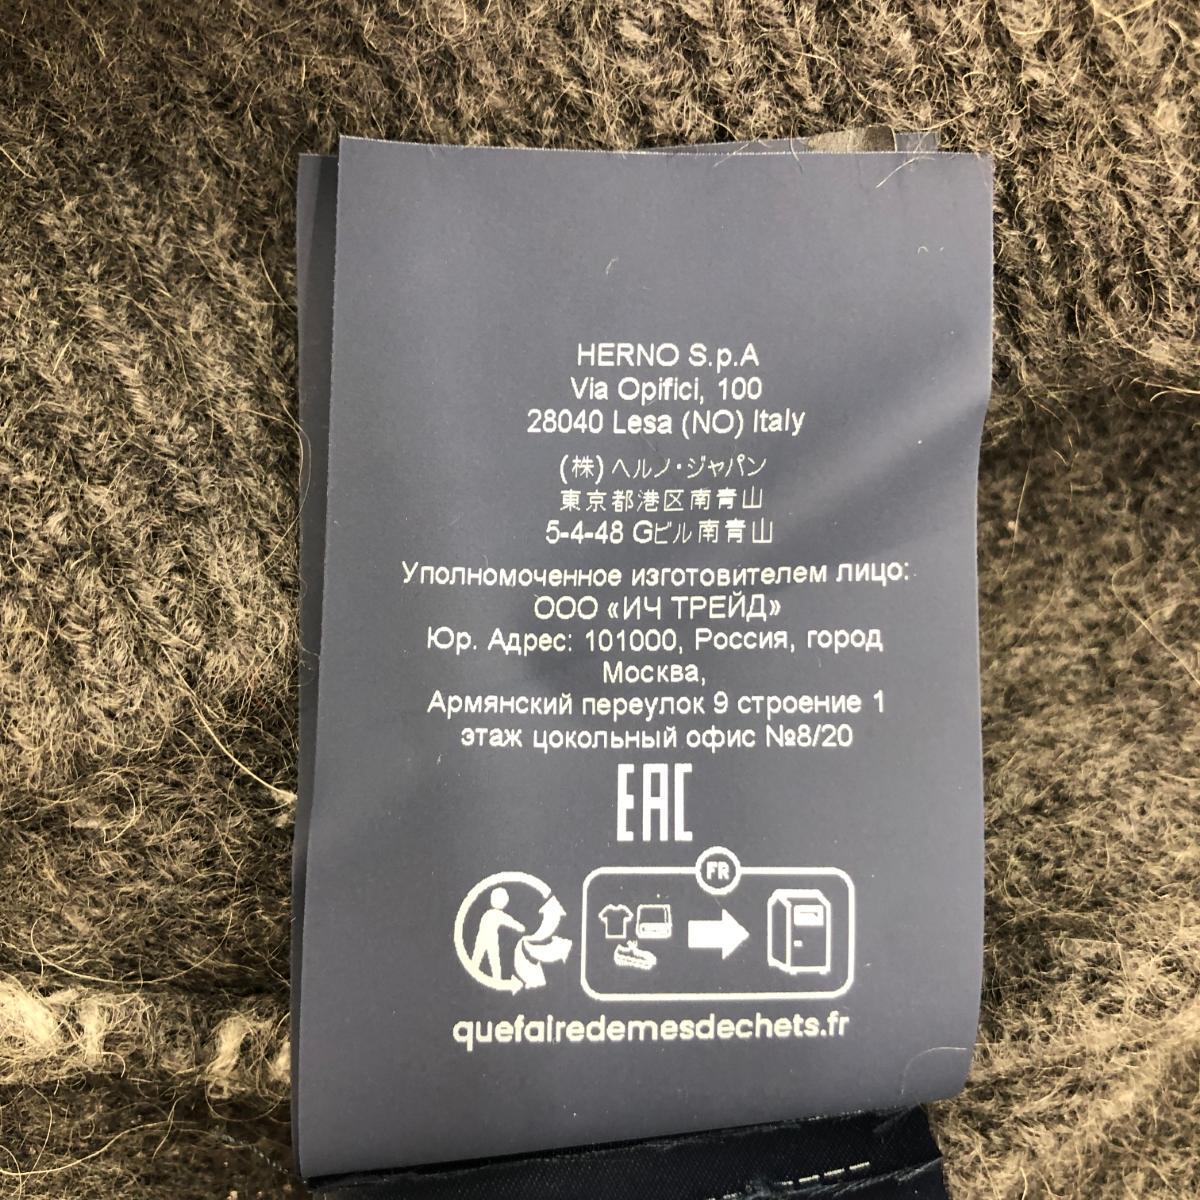 HERNO S.p.A
Via Opifici, 100
28040 Lesa (NO) Italy
(株) ヘルノ・ジャパン
東京都港区南青山
5-4-48 Gビル南青山
Уполномоченное изготовителем лицо:
ООО «ИЧ ТРЕЙД»
Юр. Адрес: 101000, Россия, город
Москва,
Армянский переулок 9 строение 1
этаж цокольный офис №8/20
EAC
FR
quefairedemesdechets.fr